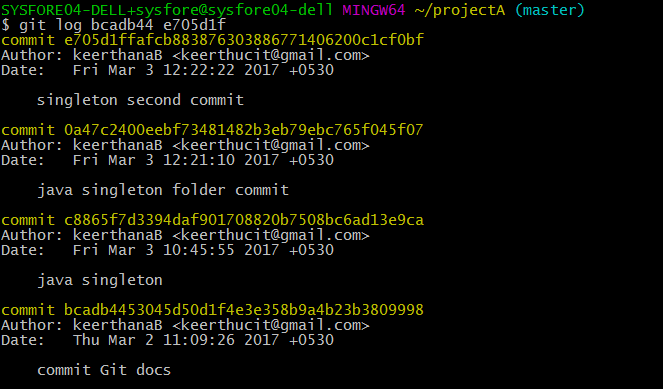 SYSFORE04-DELL+sysfore@sysfore04-dell MINGW64 ~/projectA (master)
$ git log bcadb44 e705d1f
commit e705d1ffafcb883876303886771406200c1cf0bf
Author: keerthanaB <keerthucit@gmail.com>
Date:   Fri Mar 3 12:22:22 2017 +0530
singleton second commit
commit 0a47c2400eebf73481482b3eb79ebc765f045f07
Author: keerthanaB <keerthucit@gmail.com>
Date:   Fri Mar 3 12:21:10 2017 +0530
java singleton folder commit
commit c8865f7d3394daf901708820b7508bc6ad13e9ca
Author: keerthanaB <keerthucit@gmail.com>
Date:   Fri Mar 3 10:45:55 2017 +0530
java singleton
commit bcadb4453045d50d1f4e3e358b9a4b23b3809998
Author: keerthanaB <keerthucit@gmail.com>
Date:   Thu Mar 2 11:09:26 2017 +0530
commit Git docs